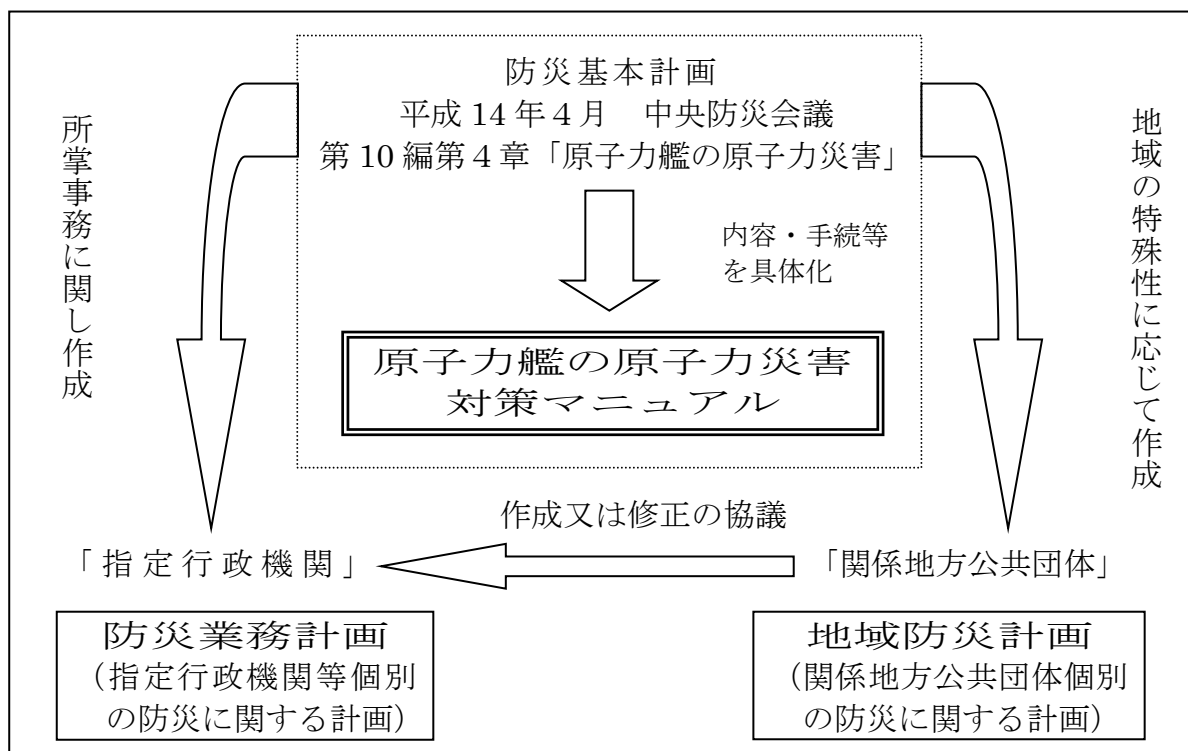 防災基本計画
平成14年4月　中央防災会議
第10編第4章「原子力艦の原子力災害」
所掌事務に関し作成
地域の特殊性に応じて作成
内容・手続等
を具体化
原子力艦の原子力災害
対策マニュアル
作成又は修正の協議
「指定行政機関」
「関係地方公共団体」
防災業務計画
（指定行政機関等個別
の防災に関する計画）
地域防災計画
（関係地方公共団体個別
の防災に関する計画）